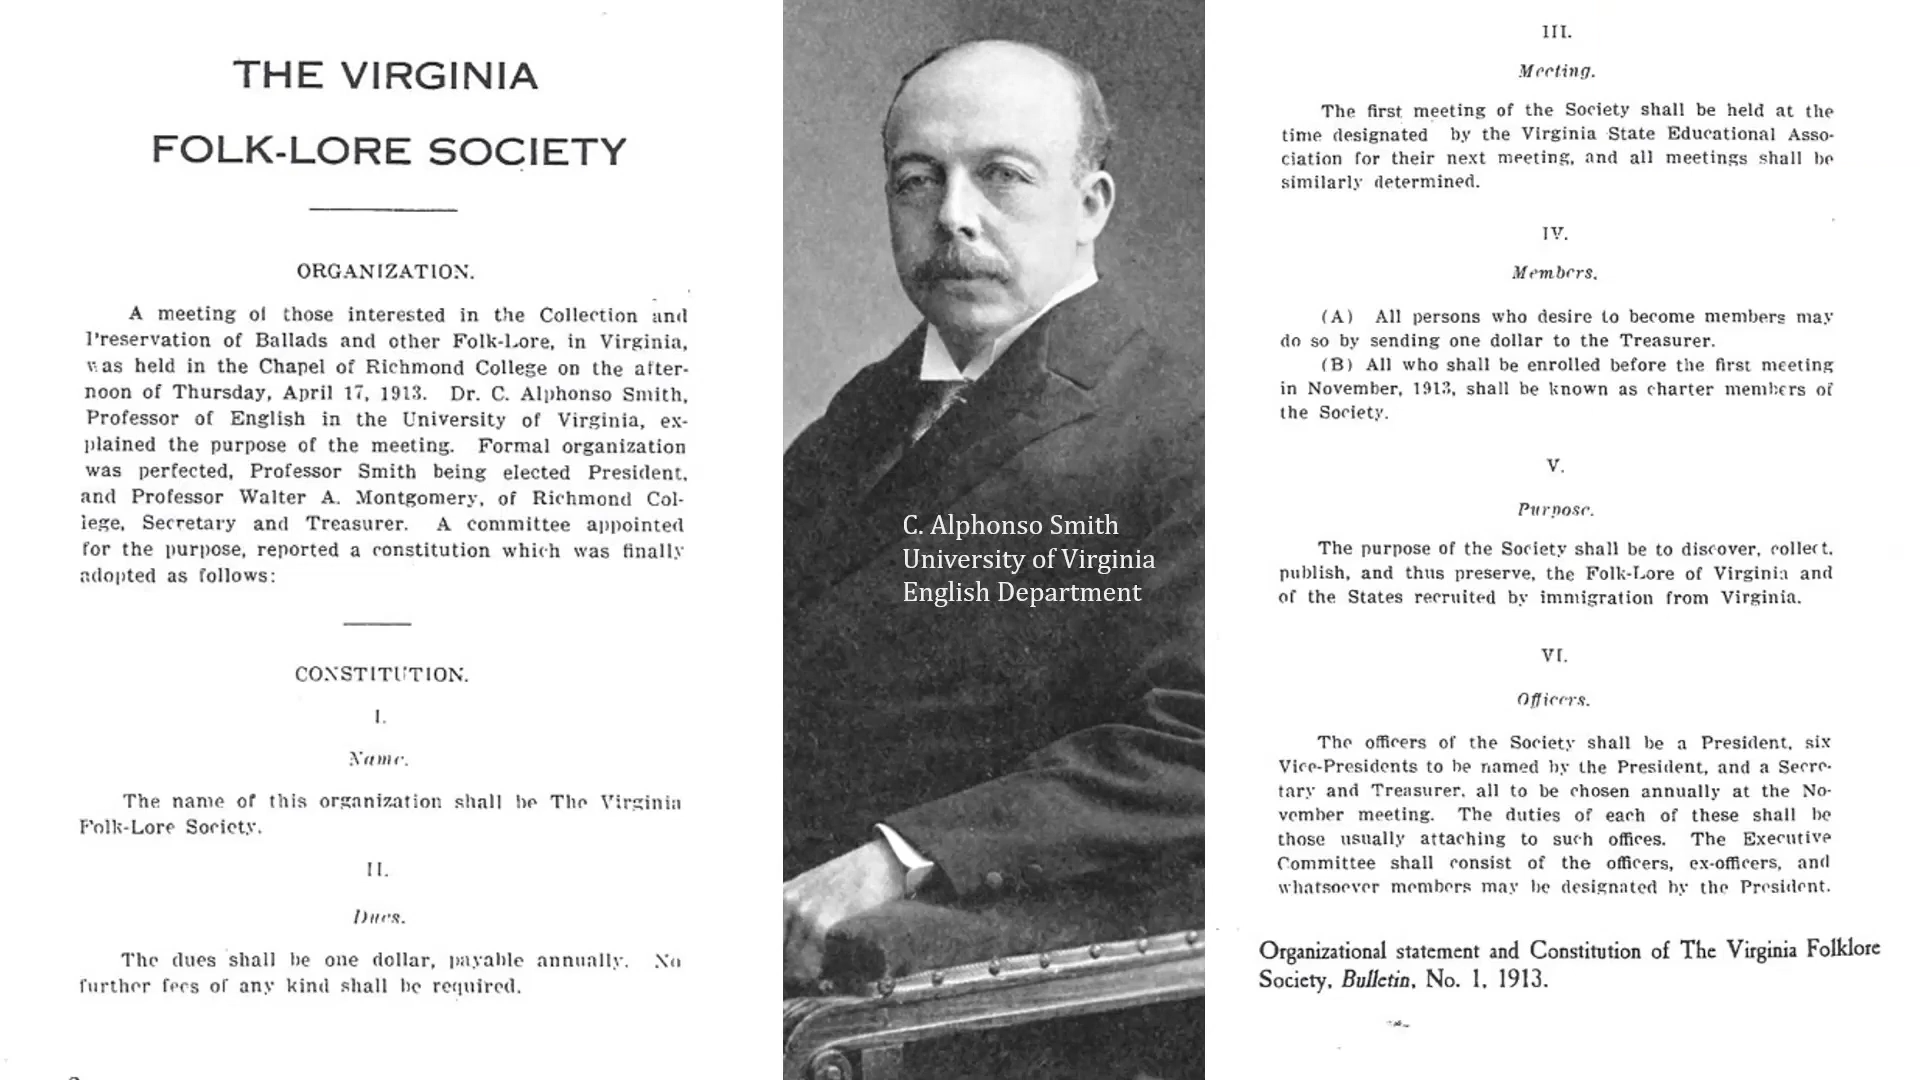 THE VIRGINIA
FOLK-LORE SOCIETY
ORGANIZATION.
A meeting of those interested in the Collection and
Preservation of Ballads and other Folk-Lore, in Virginia,
was held in the Chapel of Richmond College on the after-
noon of Thursday, April 17, 1913. Dr. C. Alphonso Smith,
Professor of English in the University of Virginia, ex-
plained the purpose of the meeting. Formal organization
was perfected, Professor Smith being elected President,
and Professor Walter A. Montgomery, of Richmond Col-
lege, Secretary and Treasurer. A committee appointed
for the purpose, reported a constitution which was finally
adopted as follows:
CONSTITUTION.
I.
Name.
The name of this organization shall be The Virginia
Folk-Lore Society.
II.
Dues.
The dues shall be one dollar, payable annually. No
further fees of any kind shall be required.
C. Alphonso Smith
University of Virginia
English Department
III.
Meeting.
The first meeting of the Society shall be held at the
time designated by the Virginia State Educational Asso-
ciation for their next meeting, and all meetings shall be
similarly determined.
IV.
Members.
(A) All persons who desire to become members may
do so by sending one dollar to the Treasurer.
(B) All who shall be enrolled before the first meeting
in November, 1913, shall be known as charter members of
the Society.
V.
Purpose.
The purpose of the Society shall be to discover, collect,
publish, and thus preserve, the Folk-Lore of Virginia and
of the States recruited by immigration from Virginia.
VI.
Officers.
The officers of the Society shall be a President, six
Vice-Presidents to be named by the President, and a Secre-
tary and Treasurer, all to be chosen annually at the No-
vember meeting. The duties of each of these shall be
those usually attaching to such offices. The Executive
Committee shall consist of the officers, ex-officers, and
whatsoever members may be designated by the President.
Organizational statement and Constitution of The Virginia Folklore
Society, Bulletin, No. 1, 1913.